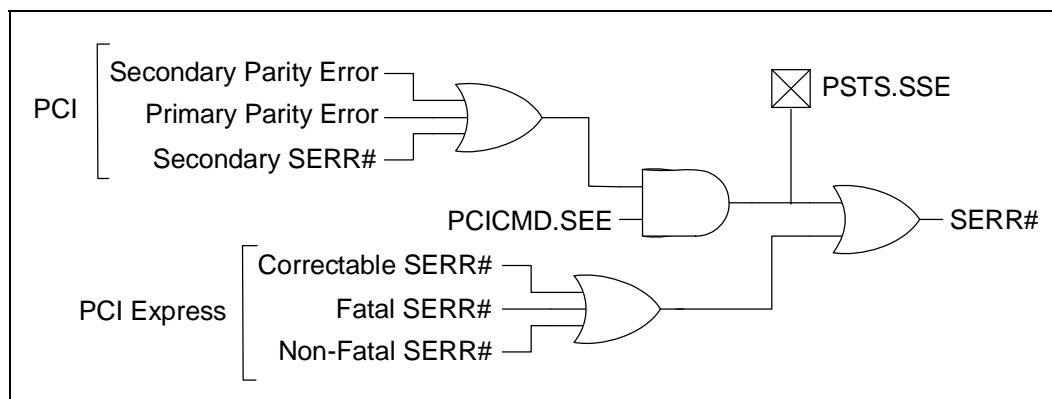 Secondary Parity Error
PSTS.SSE
PCI
Primary Parity Error
Secondary SERR#
PCICMD.SEE
SERR#
Correctable SERR#
PCI Express
Fatal SERR#
Non-Fatal SERR#